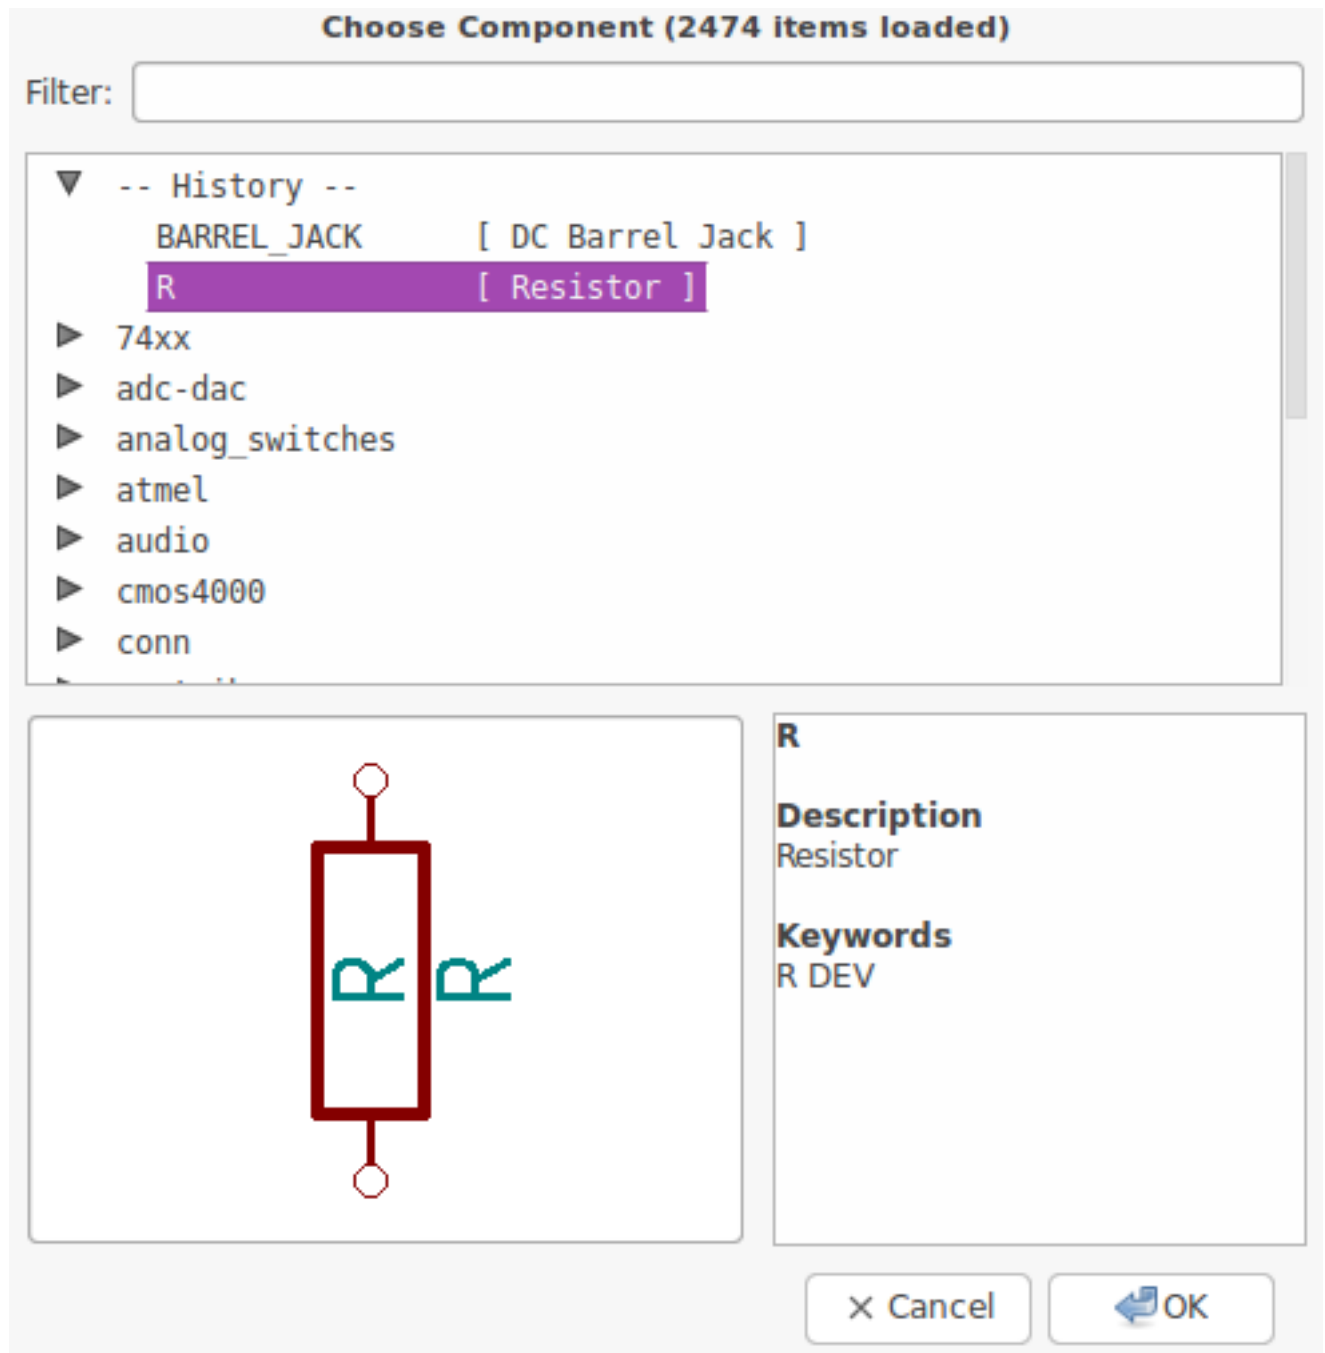 Choose Component (2474 items loaded)
Filter:
-- History --
BARREL_JACK [ DC Barrel Jack ]
R [ Resistor ]
74xx
adc-dac
analog_switches
atmel
audio
cmos4000
conn
R R
R
Description
Resistor
Keywords
R DEV
Cancel
OK